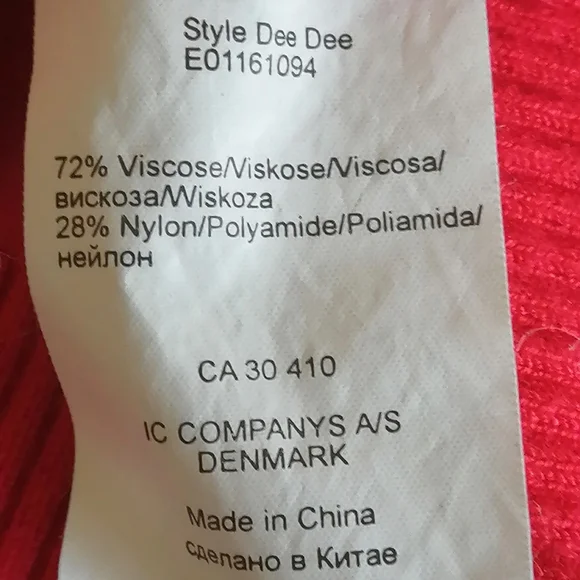 Style Dee Dee
E01161094
72% Viscose/Viskose/Viscosa/
вискоза/Wiskoza
28% Nylon/Polyamide/Poliamida/
нейлон
CA 30 410
IC COMPANYS A/S
DENMARK
Made in China
сделано в Китае